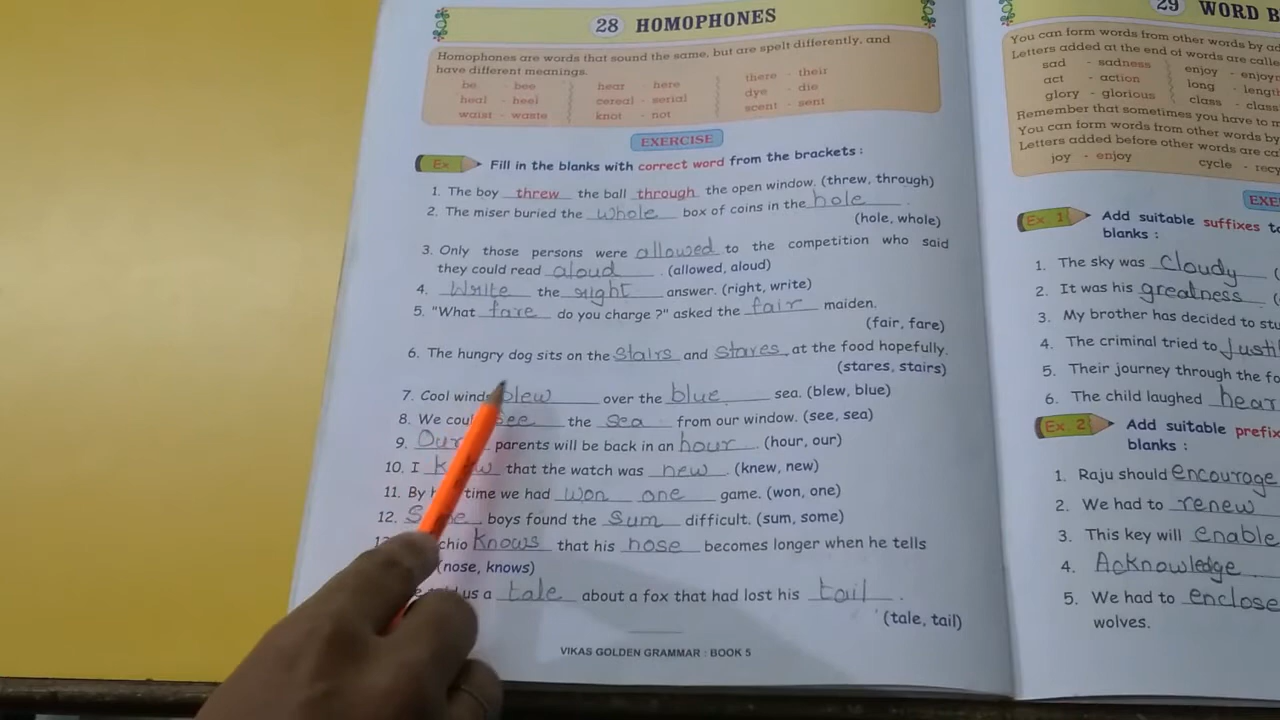 28 HOMOPHONES
Homophones are words that sound the same, but are spelt differently, and
have different meanings.
be - bee hear - here there - their
heal - heel cereal - serial dye - die
waist - waste knot - not scent - sent
EXERCISE
Ex. Fill in the blanks with correct word from the brackets :
1. The boy threw the ball through the open window. (threw, through)
2. The miser buried the whole box of coins in the hole.
(hole, whole)
3. Only those persons were allowed to the competition who said
they could read aloud. (allowed, aloud)
4. Write the right answer. (right, write)
5. "What fare do you charge ?" asked the fair maiden.
(fair, fare)
6. The hungry dog sits on the stairs and stares at the food hopefully.
(stares, stairs)
7. Cool wind blew over the blue sea. (blew, blue)
8. We see the sea from our window. (see, sea)
9. Our parents will be back in an hour. (hour, our)
10. I that the watch was new. (knew, new)
11. By time we had won one game. (won, one)
12. boys found the sum difficult. (sum, some)
chio knows that his nose becomes longer when he tells
(nose, knows)
us a tale about a fox that had lost his tail.
(tale, tail)
VIKAS GOLDEN GRAMMAR : BOOK 5
29 WORD B
You can form words from other words by ad
Letters added at the end of words are calle
sad - sadness enjoy - enjoy
act - action long - lengt
glory - glorious class - class
Remember that sometimes you have to m
You can form words from other words by
Letters added before other words are ca
joy - enjoy cycle - recy
EXE
Ex. 1 Add suitable suffixes to
blanks :
1. The sky was cloudy (
2. It was his greatness (
3. My brother has decided to stu
4. The criminal tried to justi
5. Their journey through the fo
6. The child laughed hear
Ex. 2 Add suitable prefix
blanks :
1. Raju should encourage
2. We had to renew
3. This key will enable
4. Acknowledge
5. We had to enclose
wolves.